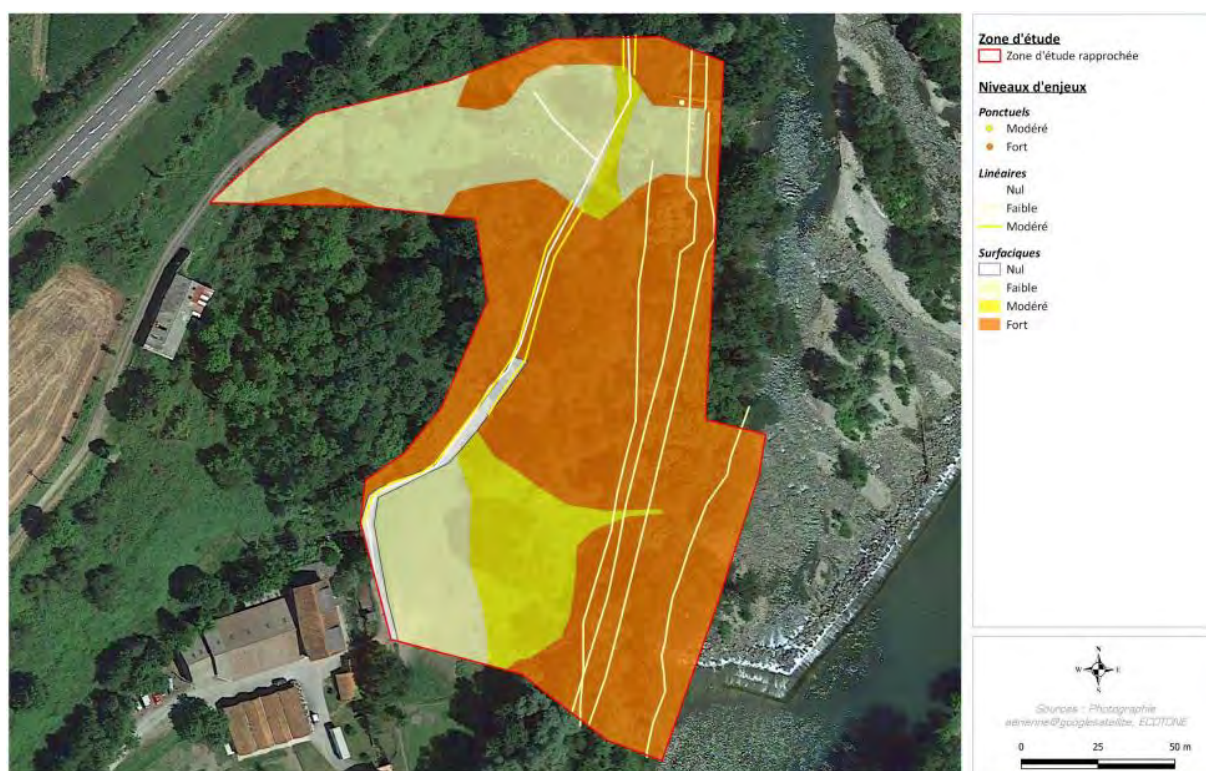 Zone d'étude
Zone d'étude rapprochée
Niveaux d'enjeux
Ponctuels
Modéré
Fort
Linéaires
Nul
Faible
Modéré
Surfaciques
Nul
Faible
Modéré
Fort
N
W E
S
Sources : Photographie
aérienne@googlesatellite, ECOTONE
0 25 50 m